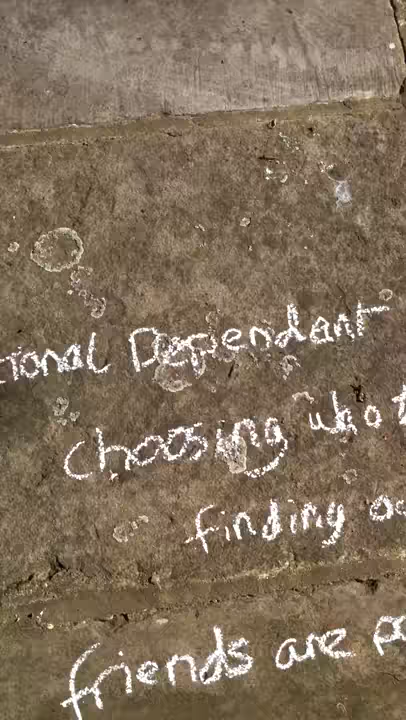 tional Dependant
choosing who t
finding o
friends are p